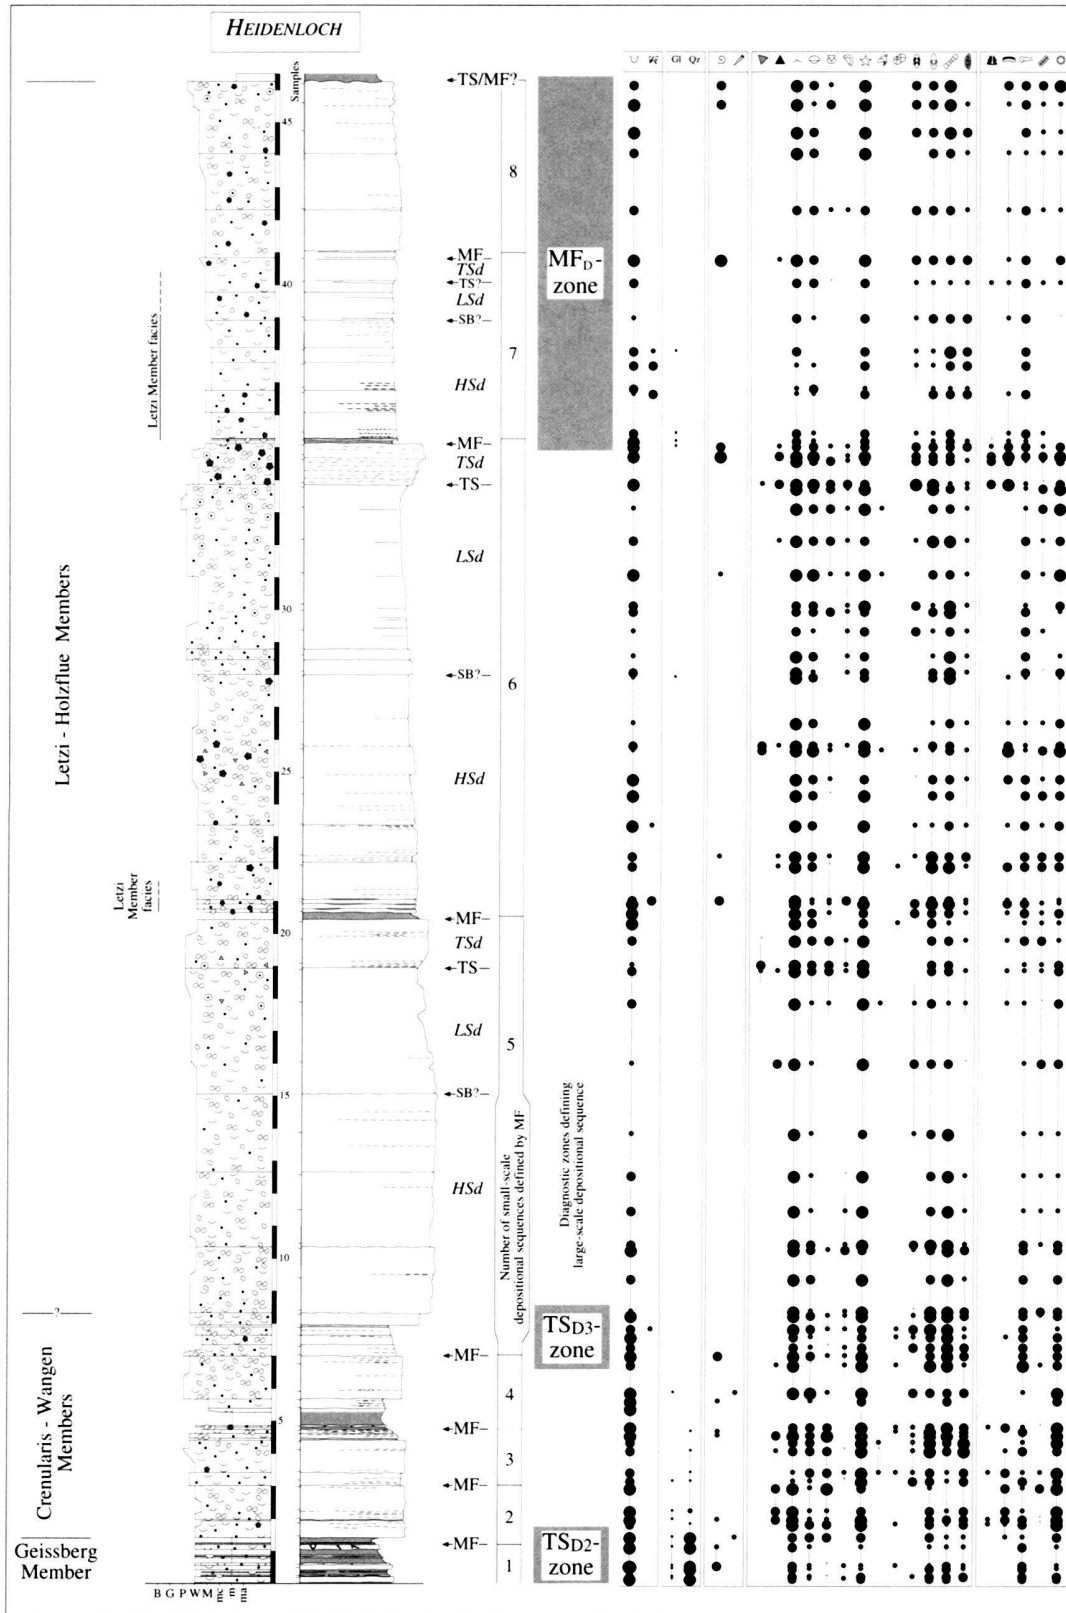 HEIDENLOCH
Samples
Gl Qz
TS/MF?
45
8
MF
TSd
TS?
40
LSd
SB?
MFD-
zone
Letzi Member facies
7
HSd
MF
TSd
TS
LSd
30
SB?
6
Letzi - Holzflue Members
25
HSd
Letzi
Member
facies
MF
20
TSd
TS
LSd
5
SB?
15
Number of small-scale
depositional sequences defined by MF
Diagnostic zones defining
large-scale depositional sequence
HSd
10
?
TSD3-
zone
MF
4
Crenularis - Wangen
Members
5
MF
3
MF
2
Geissberg
Member
MF
1
TSD2-
zone
B G P W M mc m ma